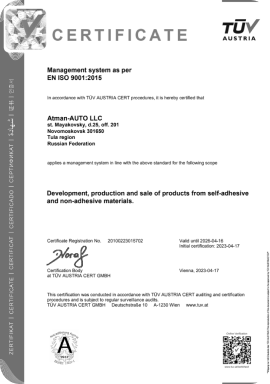 CERTIFICATE
TÜV
AUSTRIA
Management system as per
EN ISO 9001:2015
In accordance with TÜV AUSTRIA CERT procedures, it is hereby certified that
Atman-AUTO LLC
st. Mayakovsky, d.25, off. 201
Novomoskovsk 301650
Tula region
Russian Federation
applies a management system in line with the above standard for the following scope
Development, production and sale of products from self-adhesive
and non-adhesive materials.
Certificate Registration No. 20100223015702
Valid until 2026-04-16
Initial certification: 2023-04-17
Certification Body
at TÜV AUSTRIA CERT GMBH
Vienna, 2023-04-17
This certification was conducted in accordance with TÜV AUSTRIA CERT auditing and certification
procedures and is subject to regular surveillance audits.
TÜV AUSTRIA CERT GMBH Deutschstraße 10 A-1230 Wien www.tuv.at
ZERTIFIKAT | CERTIFICATE | CERTIFICAT | CERTIFICADO | СЕРТИФИКАТ